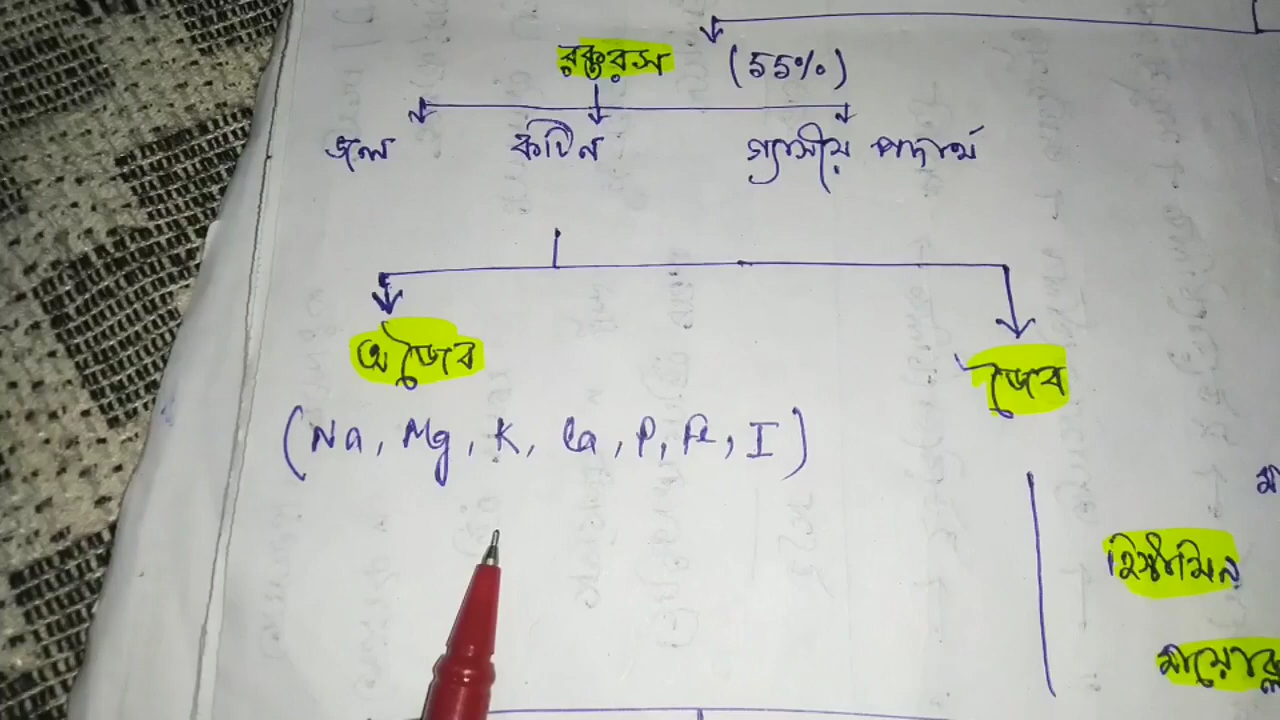 রক্তরস (55%)
জল কঠিন গ্যাসীয় পদার্থ
অজৈব জৈব
(Na, Mg, K, Ca, P, Fe, I)
হিস্টামিন